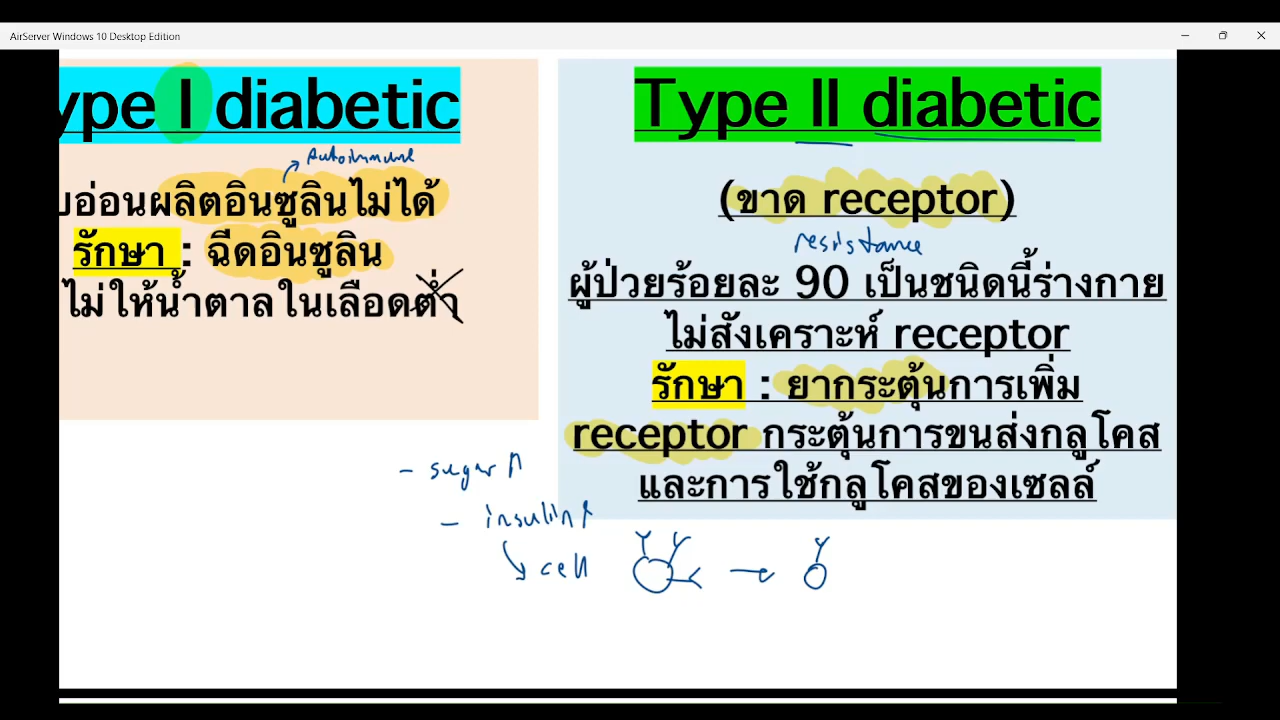 AirServer Windows 10 Desktop Edition
ype I diabetic
Autoimmune
บอ่อนผลิตอินซูลินไม่ได้
รักษา : ฉีดอินซูลิน
ไม่ให้น้ำตาลในเลือดต่ำ
Type II diabetic
(ขาด receptor)
resistance
ผู้ป่วยร้อยละ 90 เป็นชนิดนี้ร่างกาย
ไม่สังเคราะห์ receptor
รักษา : ยากระตุ้นการเพิ่ม
receptor กระตุ้นการขนส่งกลูโคส
และการใช้กลูโคสของเซลล์
- sugar ↑
- insulin ↑
cell